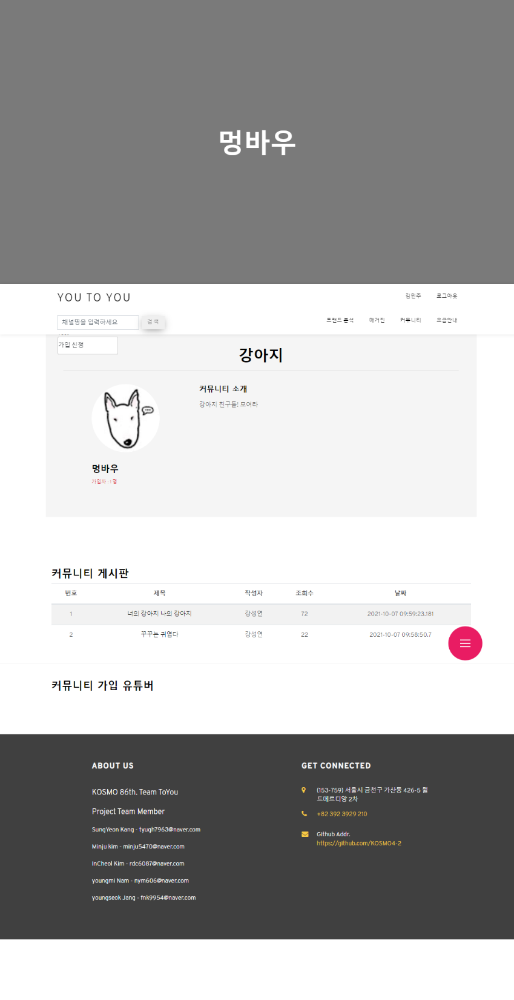 멍바우
YOU TO YOU
김민주 로그아웃
채널명을 입력하세요 검색
트랜드 분석 매거진 커뮤니티 요금안내
가입 신청
강아지
커뮤니티 소개
강아지 친구들! 모여라
멍바우
가입자 : 1 명
커뮤니티 게시판
번호 제목 작성자 조회수 날짜
1 너의 강아지 나의 강아지 강성연 72 2021-10-07 09:59:23.181
2 꾸꾸는 귀엽다 강성연 22 2021-10-07 09:58:50.7
커뮤니티 가입 유튜버
ABOUT US
KOSMO 86th. Team ToYou
Project Team Member
SungYeon Kang - tyugh7963@naver.com
Minju kim - minju5470@naver.com
InCheol Kim - rdc6087@naver.com
youngmi Nam - nym606@naver.com
youngseok Jang - fnk9954@naver.com
GET CONNECTED
(153-759) 서울시 금천구 가산동 426-5 월
드메르디앙 2차
+82 392 3929 210
Github Addr.
https://github.com/KOSMO4-2